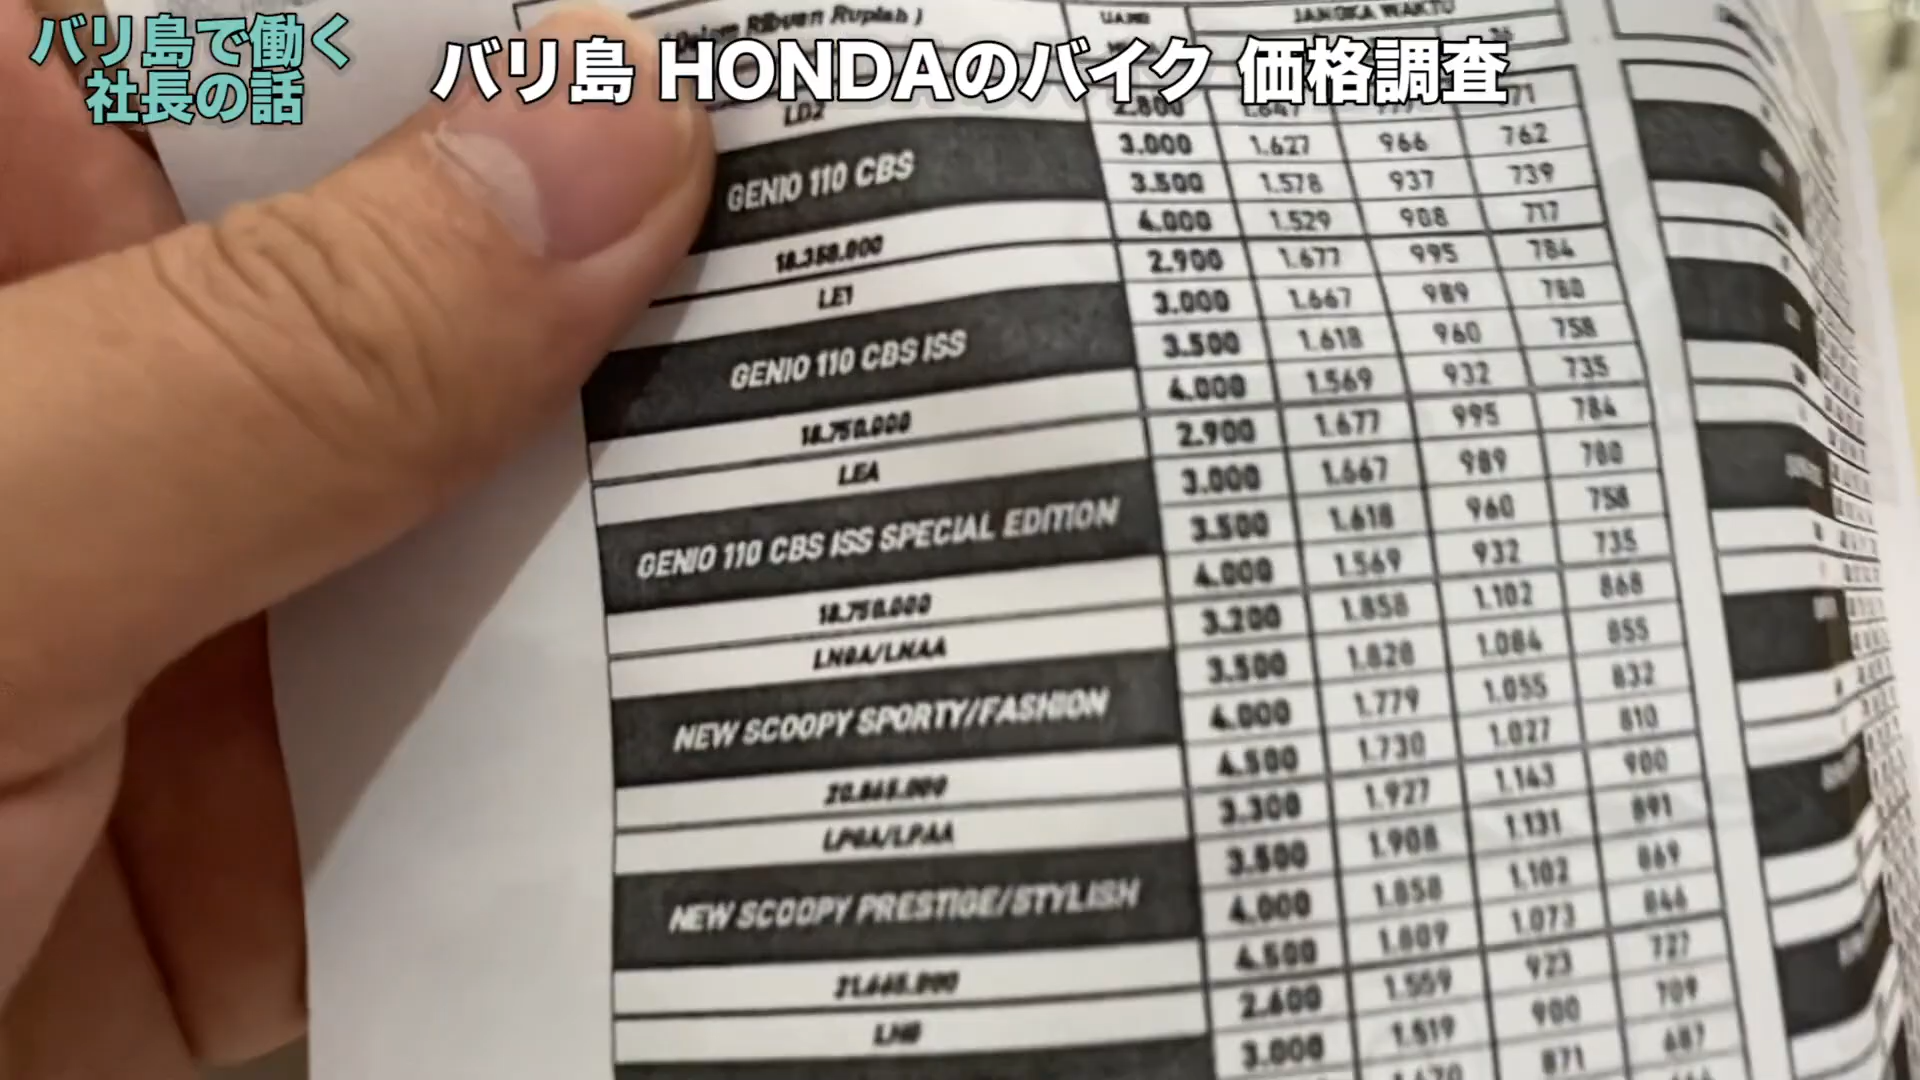 バリ島で働く
社長の話
バリ島 HONDAのバイク 価格調査
Ribuan Rupiah )
JANGKA WAKTU
LD2
GENIO 110 CBS
3.000 1.627 966 762
3.500 1.578 937 739
4.000 1.529 908 717
18.358.000
2.900 1.677 995 784
LE1
3.000 1.667 989 780
GENIO 110 CBS ISS
3.500 1.618 960 758
4.000 1.569 932 735
18.750.000
2.900 1.677 995 784
LEA
3.000 1.667 989 780
GENIO 110 CBS ISS SPECIAL EDITION
3.500 1.618 960 758
4.000 1.569 932 735
18.750.000
3.200 1.858 1.102 868
3.500 1.828 1.084 855
NEW SCOOPY SPORTY/FASHION
4.000 1.779 1.055 832
4.500 1.730 1.027 810
3.300 1.927 1.143 900
3.500 1.908 1.131 891
NEW SCOOPY PRESTIGE/STYLISH
4.000 1.858 1.102 869
4.500 1.809 1.073 846
2.600 1.559 923 727
3.000 1.519 900 709
871 687